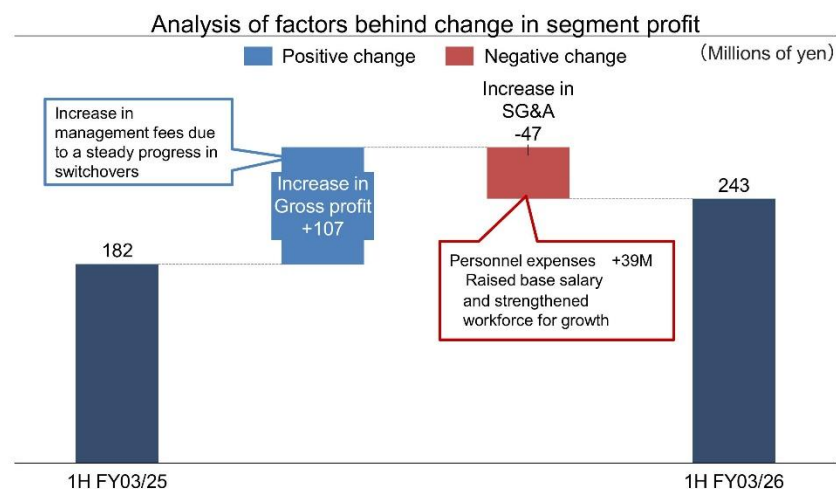 Analysis of factors behind change in segment profit
Positive change
Negative change
(Millions of yen)
Increase in
management fees due
to a steady progress in
switchovers
Increase in
Gross profit
+107
Increase in
SG&A
-47
Personnel expenses +39M
Raised base salary
and strengthened
workforce for growth
182
243
1H FY03/25
1H FY03/26